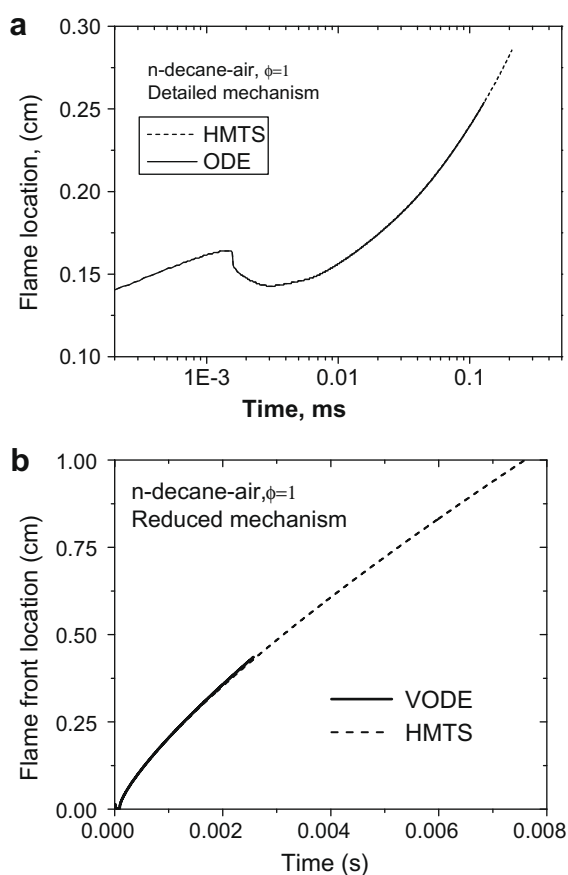 a
0.30
0.25
0.20
0.15
0.10
Flame location, (cm)
n-decane-air, ϕ=1
Detailed mechanism
HMTS
ODE
1E-3
0.01
0.1
Time, ms
b
1.00
0.75
0.50
0.25
0.00
Flame front location (cm)
n-decane-air,ϕ=1
Reduced mechanism
VODE
HMTS
0.000
0.002
0.004
0.006
0.008
Time (s)